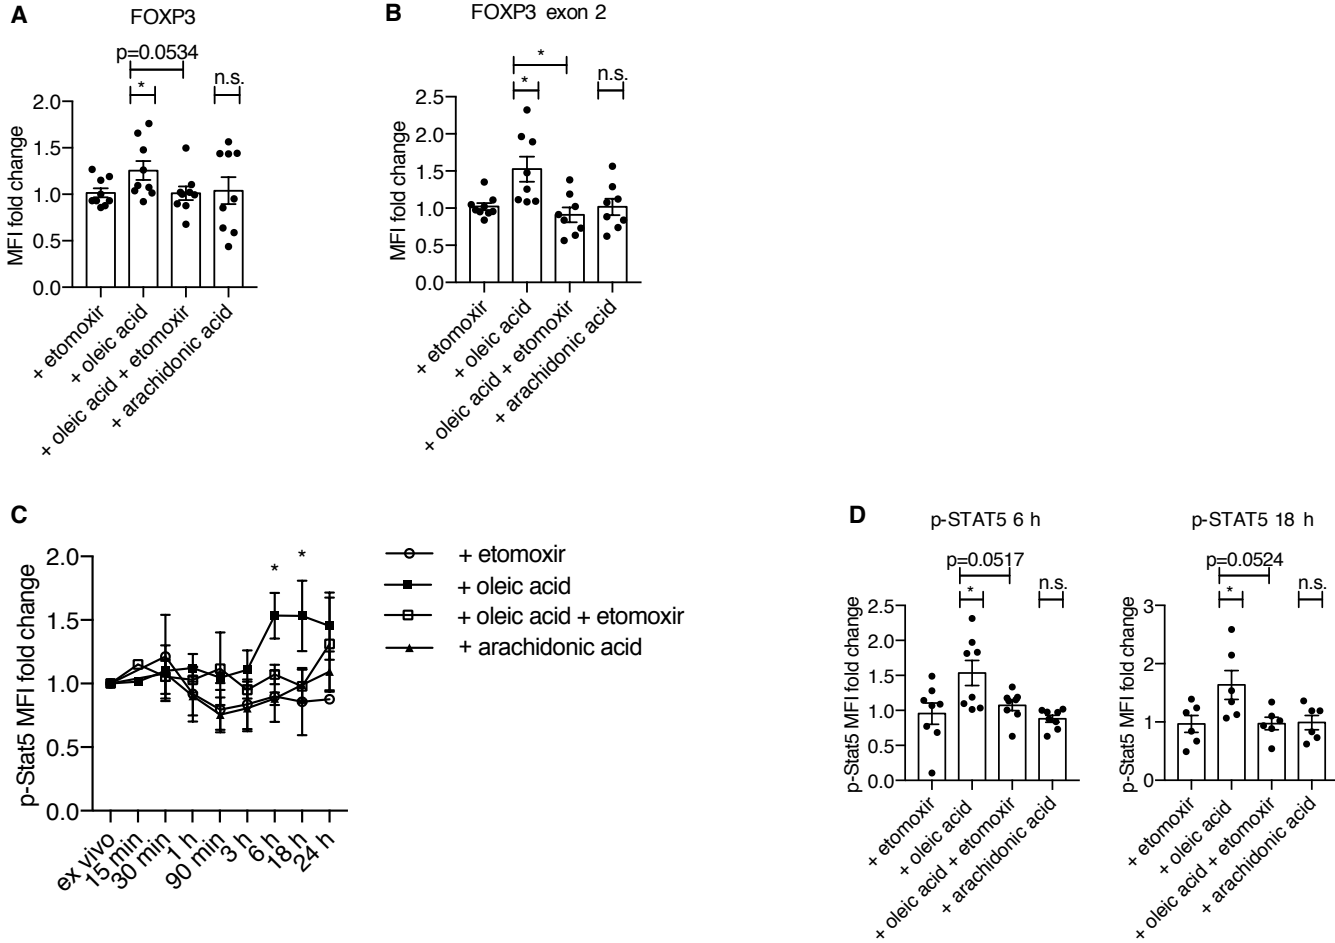 A
FOXP3
p=0.0534
*
n.s.
MFI fold change
2.0
1.5
1.0
0.5
0.0
+ etomoxir
+ oleic acid
+ oleic acid + etomoxir
+ arachidonic acid
B
FOXP3 exon 2
*
*
n.s.
MFI fold change
2.5
2.0
1.5
1.0
0.5
0.0
+ etomoxir
+ oleic acid
+ oleic acid + etomoxir
+ arachidonic acid
C
p-Stat5 MFI fold change
2.0
1.5
1.0
0.5
0.0
*
*
ex vivo
15 min
30 min
1 h
90 min
3 h
6 h
18 h
24 h
+ etomoxir
+ oleic acid
+ oleic acid + etomoxir
+ arachidonic acid
D
p-STAT5 6 h
p=0.0517
*
n.s.
p-Stat5 MFI fold change
2.5
2.0
1.5
1.0
0.5
0.0
+ etomoxir
+ oleic acid
+ oleic acid + etomoxir
+ arachidonic acid
p-STAT5 18 h
p=0.0524
*
n.s.
p-Stat5 MFI fold change
3
2
1
0
+ etomoxir
+ oleic acid
+ oleic acid + etomoxir
+ arachidonic acid